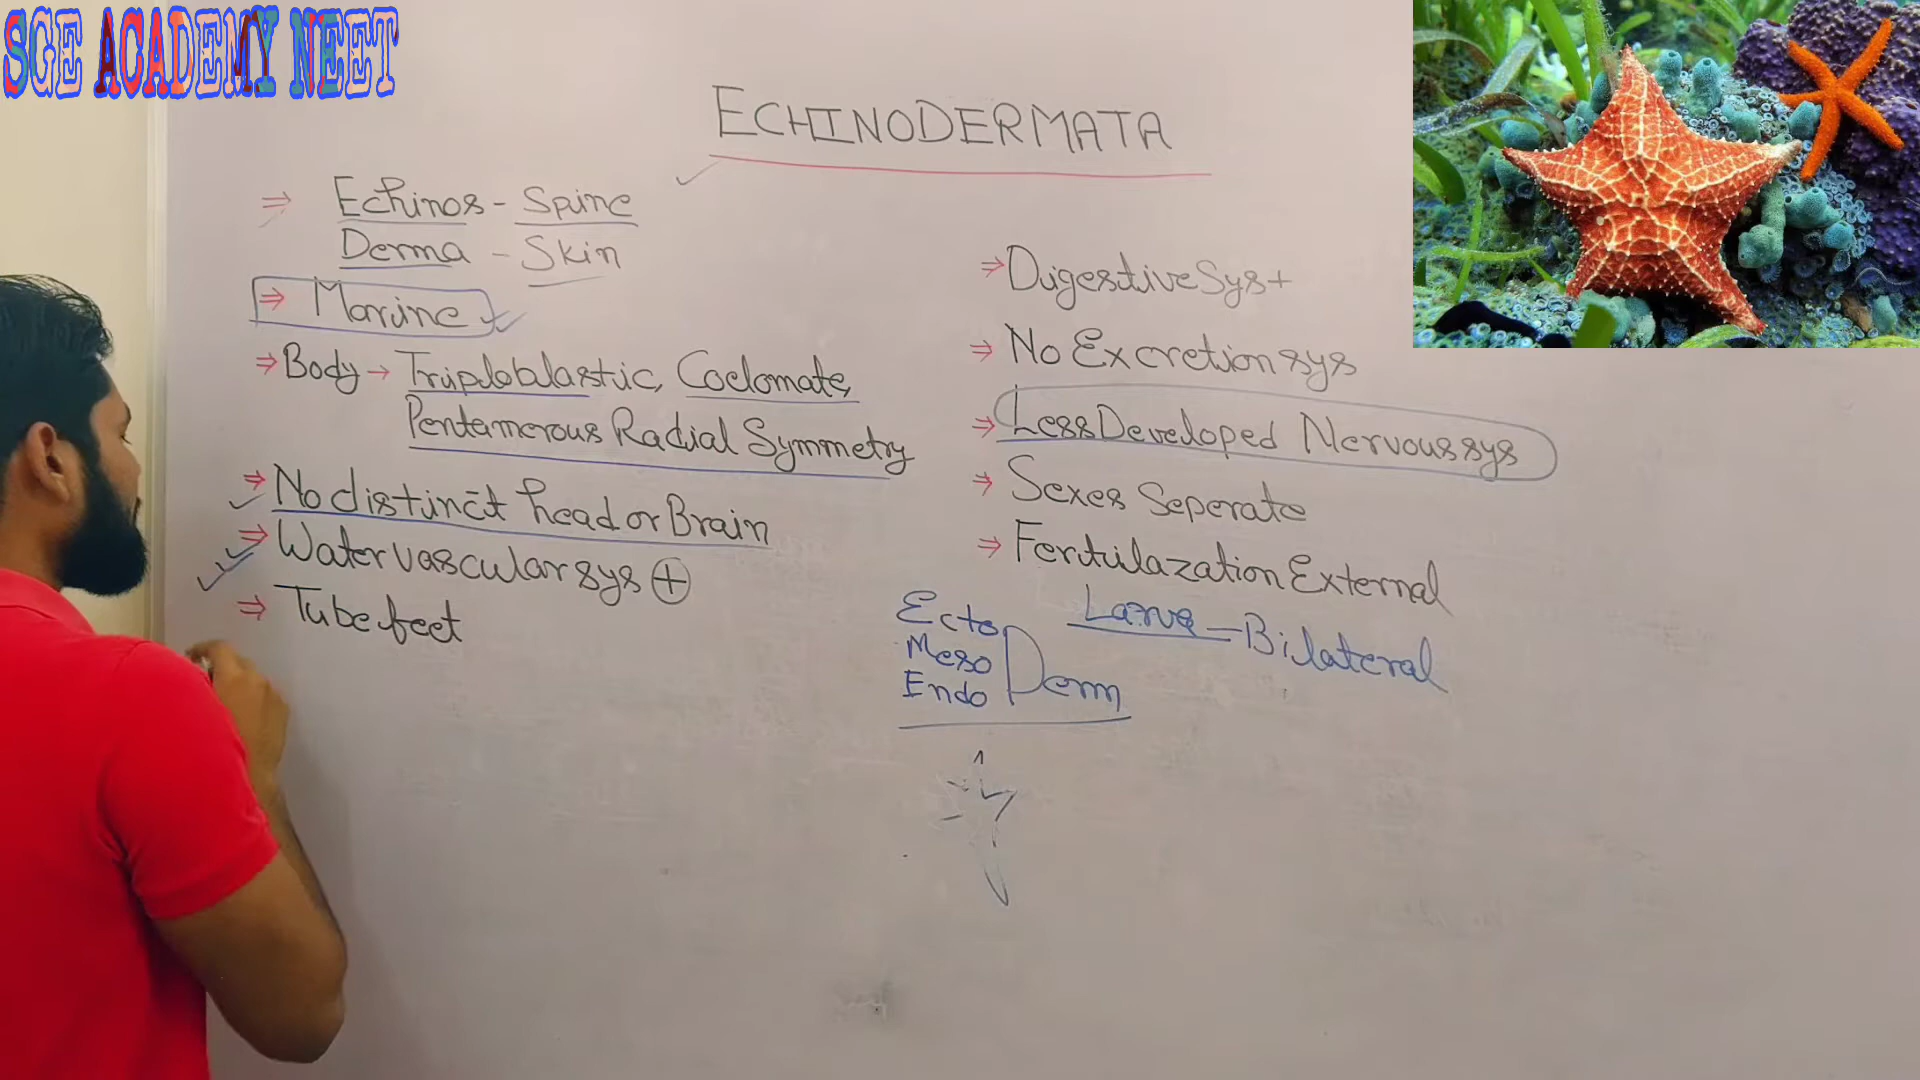 SGE ACADEMY NEET
ECHINODERMATA
⇒ Echinos - Spine
Derma - Skin
⇒ Marine
⇒ Body → Triploblastic, Coelomate,
Pentamerous Radial Symmetry
⇒ No distinct head or Brain
⇒ Water vascular sys +
⇒ Tube feet
⇒ Digestive Sys +
⇒ No Excretion sys
⇒ Less Developed Nervous sys
⇒ Sexes Seperate
⇒ Fertilazation External
Larva - Bilateral
Ecto
Meso Derm
Endo